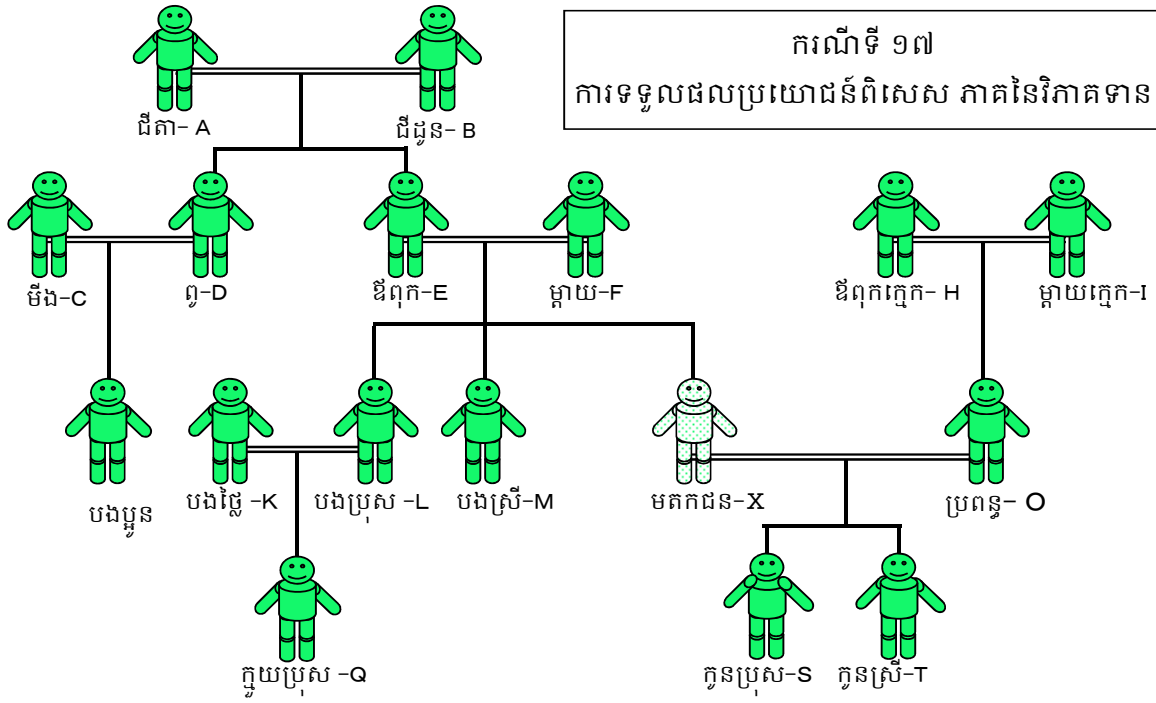 ករណីទី ១៧
ការទទួលផលប្រយោជន៍ពិសេស ភាគនៃវិភាគទាន
ជីតា- A
ជីដូន- B
មីង-C
ពូ-D
ឪពុក-E
ម្តាយ-F
ឪពុកក្មេក- H
ម្តាយក្មេក-I
បងប្អូន
បងថ្លៃ -K
បងប្រុស -L
បងស្រី-M
មតកជន-X
ប្រពន្ធ- O
ក្មួយប្រុស -Q
កូនប្រុស-S
កូនស្រី-T